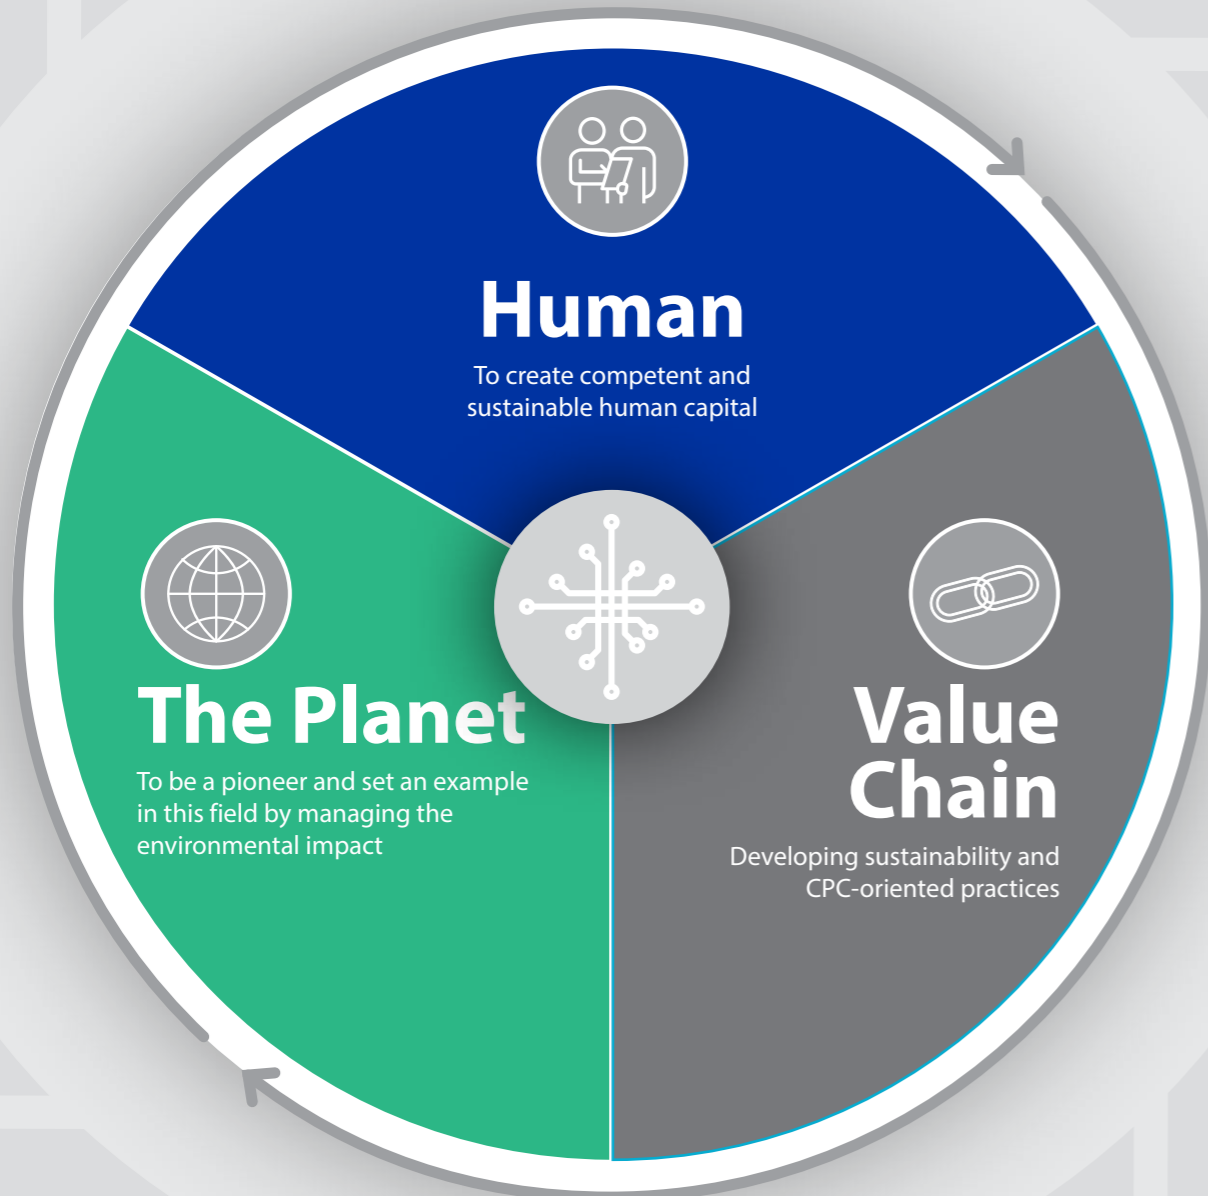 Human
To create competent and
sustainable human capital
The Planet
To be a pioneer and set an example
in this field by managing the
environmental impact
Value
Chain
Developing sustainability and
CPC-oriented practices